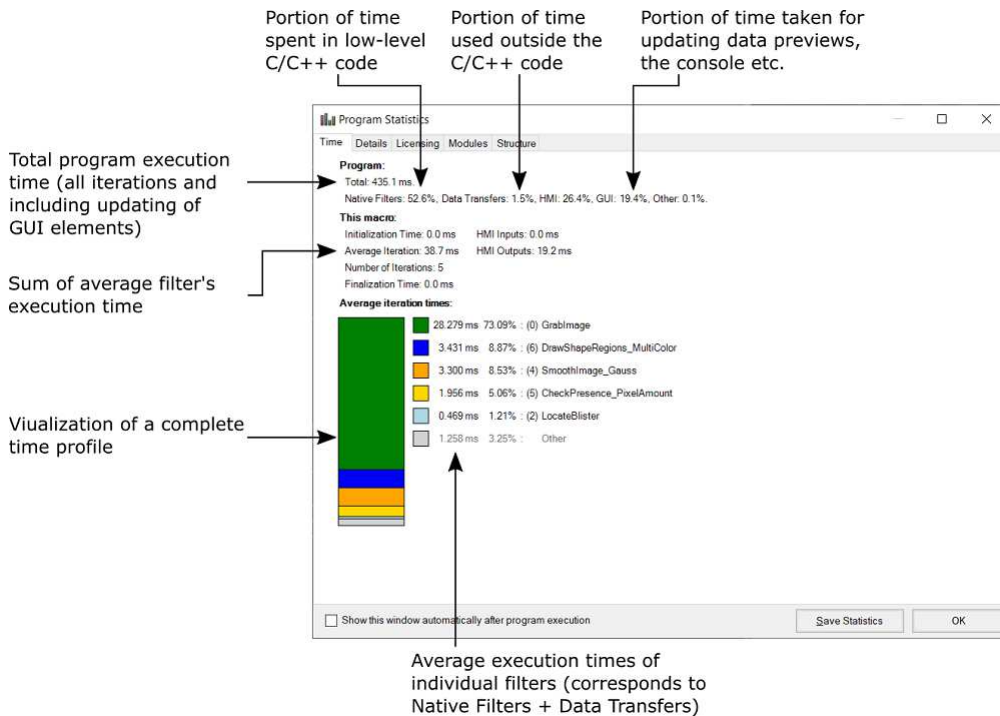 Portion of time
spent in low-level
C/C++ code
Portion of time
used outside the
C/C++ code
Portion of time taken for
updating data previews,
the console etc.
Program Statistics
Time Details Licensing Modules Structure
Total program execution
time (all iterations and
including updating of
GUI elements)
Program:
Total: 435.1 ms.
Native Filters: 52.6%, Data Transfers: 1.5%, HMI: 26.4%, GUI: 19.4%, Other: 0.1%.
This macro:
Initialization Time: 0.0 ms HMI Inputs: 0.0 ms
Average Iteration: 38.7 ms HMI Outputs: 19.2 ms
Number of Iterations: 5
Finalization Time: 0.0 ms
Sum of average filter's
execution time
Average iteration times:
28.279 ms 73.09% : (0) GrabImage
3.431 ms 8.87% : (6) DrawShapeRegions_MultiColor
3.300 ms 8.53% : (4) SmoothImage_Gauss
1.956 ms 5.06% : (5) CheckPresence_PixelAmount
0.469 ms 1.21% : (2) LocateBlister
1.258 ms 3.25% : Other
Viualization of a complete
time profile
Show this window automatically after program execution
Save Statistics
OK
Average execution times of
individual filters (corresponds to
Native Filters + Data Transfers)